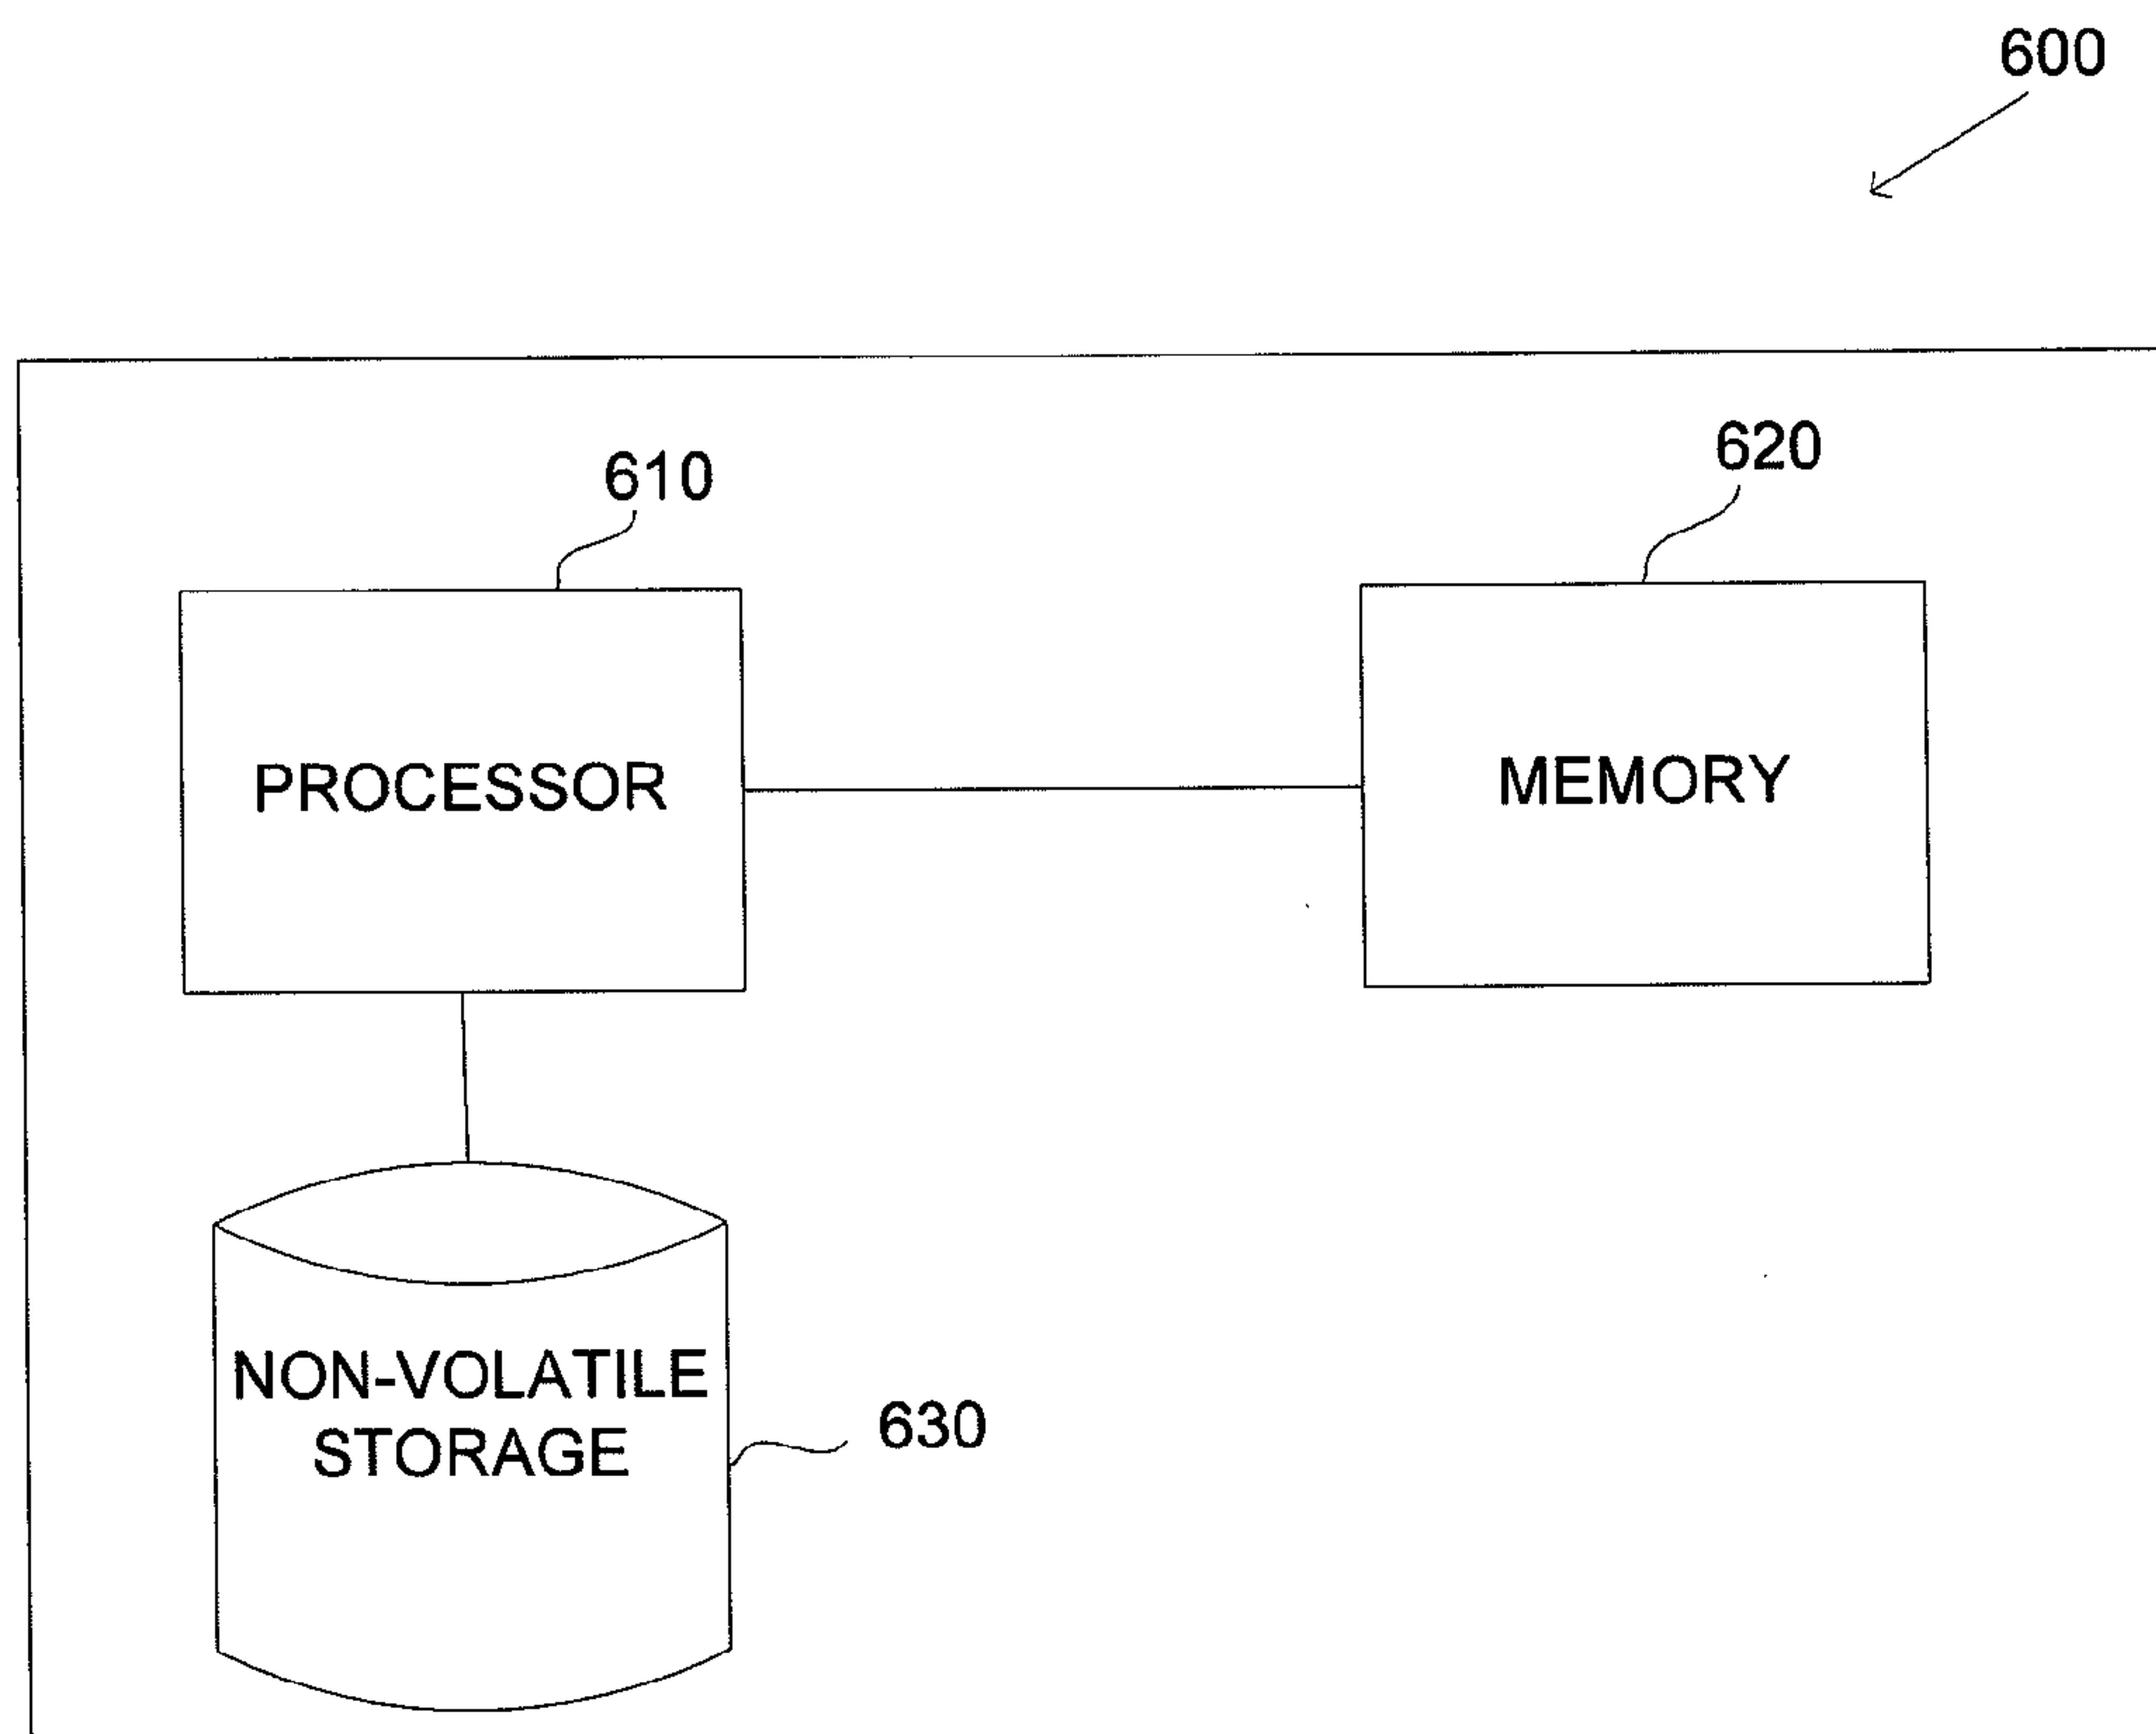 600
610
620
PROCESSOR
MEMORY
NON-VOLATILE
STORAGE
630